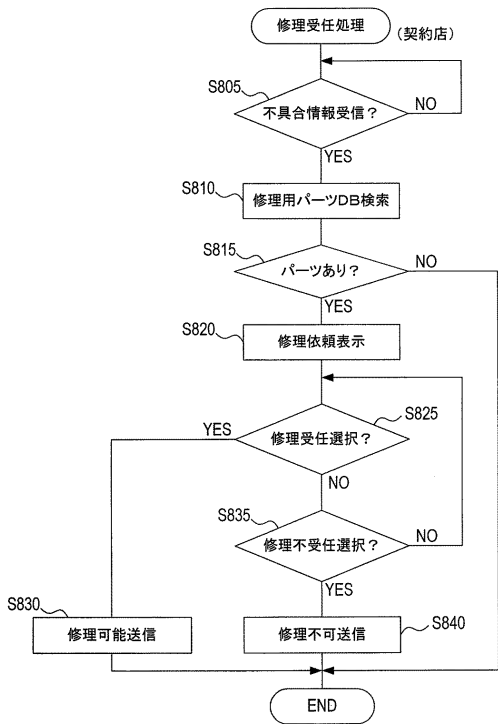 修理受任処理
(契約店)
S805
不具合情報受信?
NO
YES
S810
修理用パーツDB検索
S815
パーツあり?
NO
YES
S820
修理依頼表示
S825
YES
修理受任選択?
NO
S835
修理不受任選択?
NO
YES
S830
修理可能送信
修理不可送信
S840
END